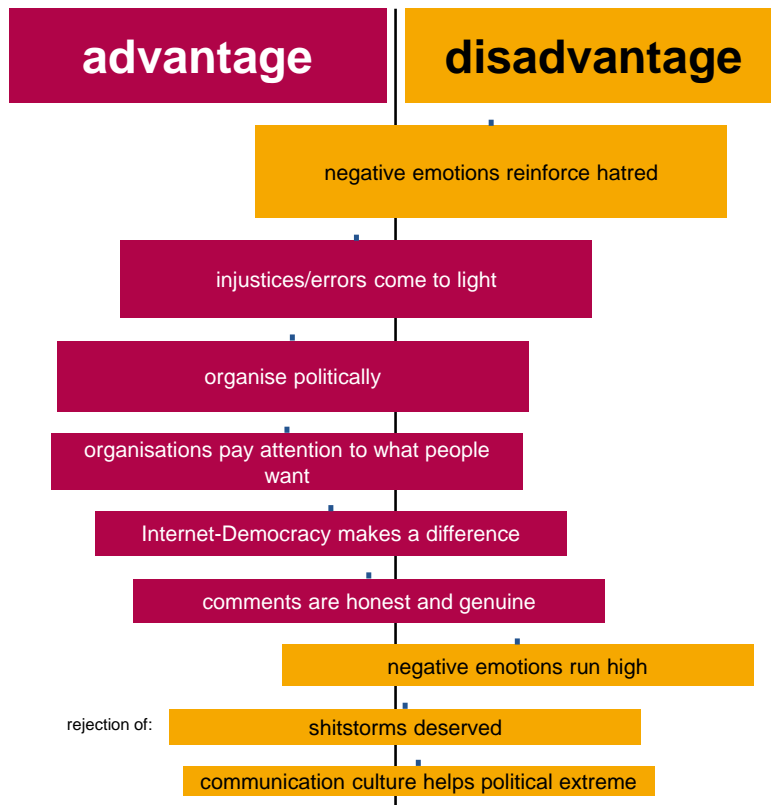 advantage
disadvantage
negative emotions reinforce hatred
injustices/errors come to light
organise politically
organisations pay attention to what people
want
Internet-Democracy makes a difference
comments are honest and genuine
negative emotions run high
rejection of:
shitstorms deserved
communication culture helps political extreme